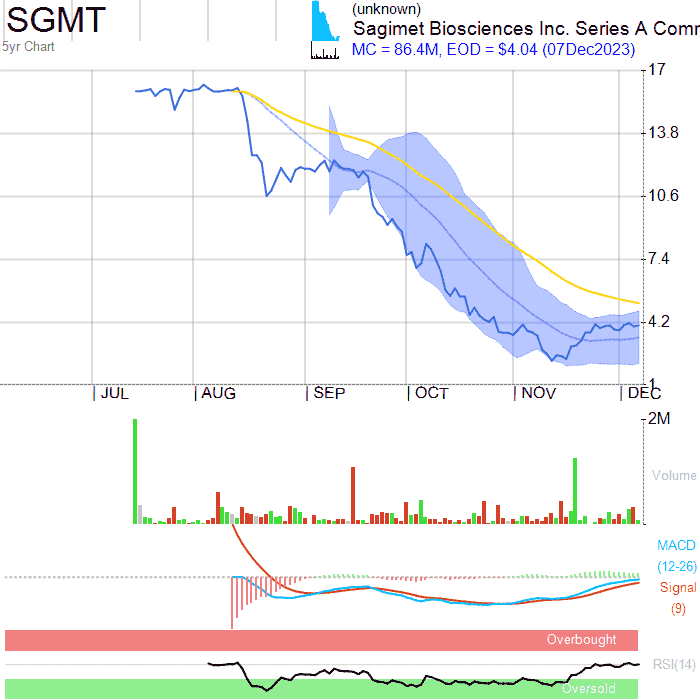 SGMT
(unknown)
Sagimet Biosciences Inc. Series A Comm
5yr Chart
MC = 86.4M, EOD = $4.04 (07Dec2023)
17
13.8
10.6
7.4
4.2
1
JUL AUG SEP OCT NOV DEC
2M
Volume
MACD
(12-26)
Signal
(9)
Overbought
RSI(14)
Oversold